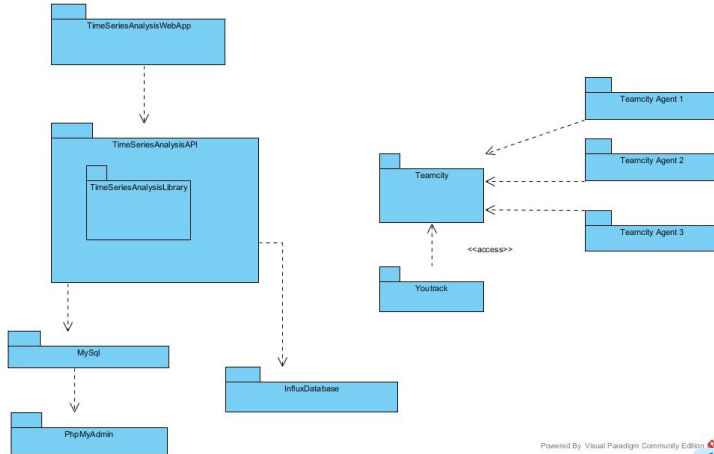 TimeSeriesAnalysisWebApp
TimeSeriesAnalysisAPI
TimeSeriesAnalysisLibrary
MySql
PhpMyAdmin
InfluxDatabase
Teamcity
<<access>>
Youtrack
Teamcity Agent 1
Teamcity Agent 2
Teamcity Agent 3
Powered By Visual Paradigm Community Edition